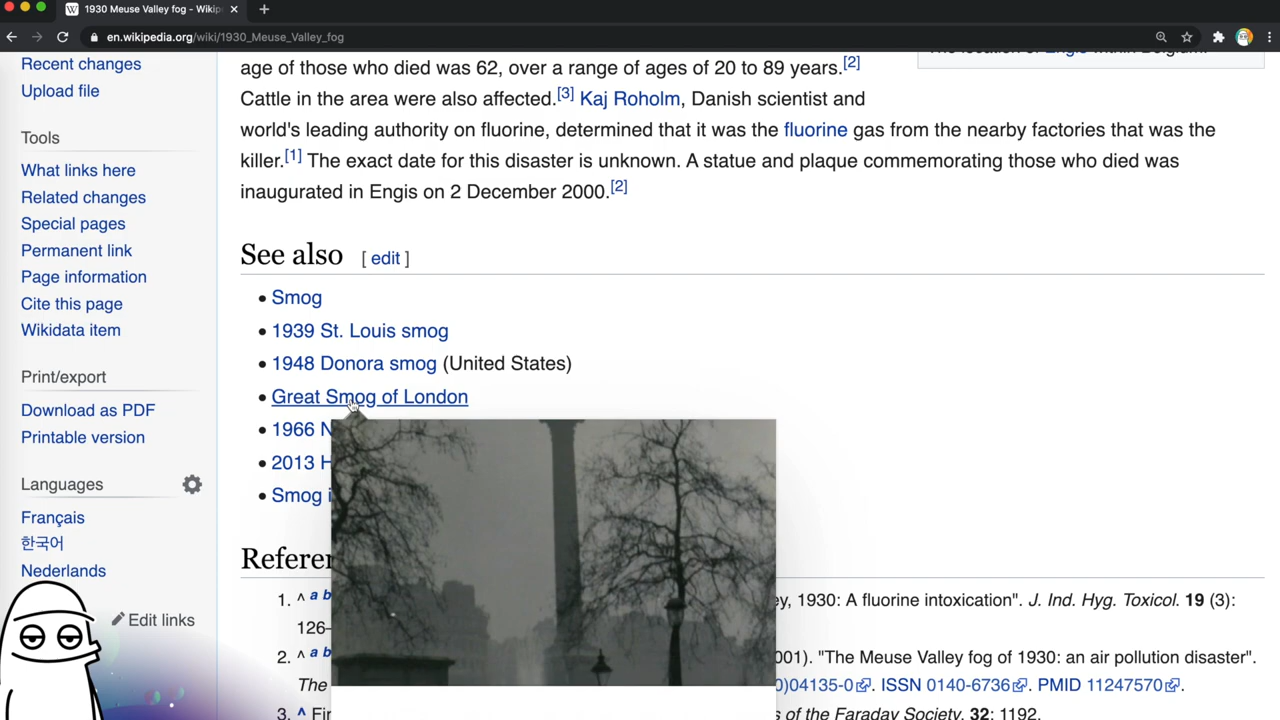 1930 Meuse Valley fog - Wikip
en.wikipedia.org/wiki/1930_Meuse_Valley_fog
Recent changes
Upload file
Tools
What links here
Related changes
Special pages
Permanent link
Page information
Cite this page
Wikidata item
Print/export
Download as PDF
Printable version
Languages
Français
한국어
Nederlands
Edit links
age of those who died was 62, over a range of ages of 20 to 89 years.[2]
Cattle in the area were also affected.[3] Kaj Roholm, Danish scientist and
world's leading authority on fluorine, determined that it was the fluorine gas from the nearby factories that was the
killer.[1] The exact date for this disaster is unknown. A statue and plaque commemorating those who died was
inaugurated in Engis on 2 December 2000.[2]
See also [ edit ]
• Smog
• 1939 St. Louis smog
• 1948 Donora smog (United States)
• Great Smog of London
• 1966 N
• 2013 H
• Smog i
Referen
1. ^ a b y, 1930: A fluorine intoxication". J. Ind. Hyg. Toxicol. 19 (3):
126–
2. ^ a b 001). "The Meuse Valley fog of 1930: an air pollution disaster".
The 0)04135-0. ISSN 0140-6736. PMID 11247570.
3. ^ Fir s of the Faraday Society. 32: 1192.